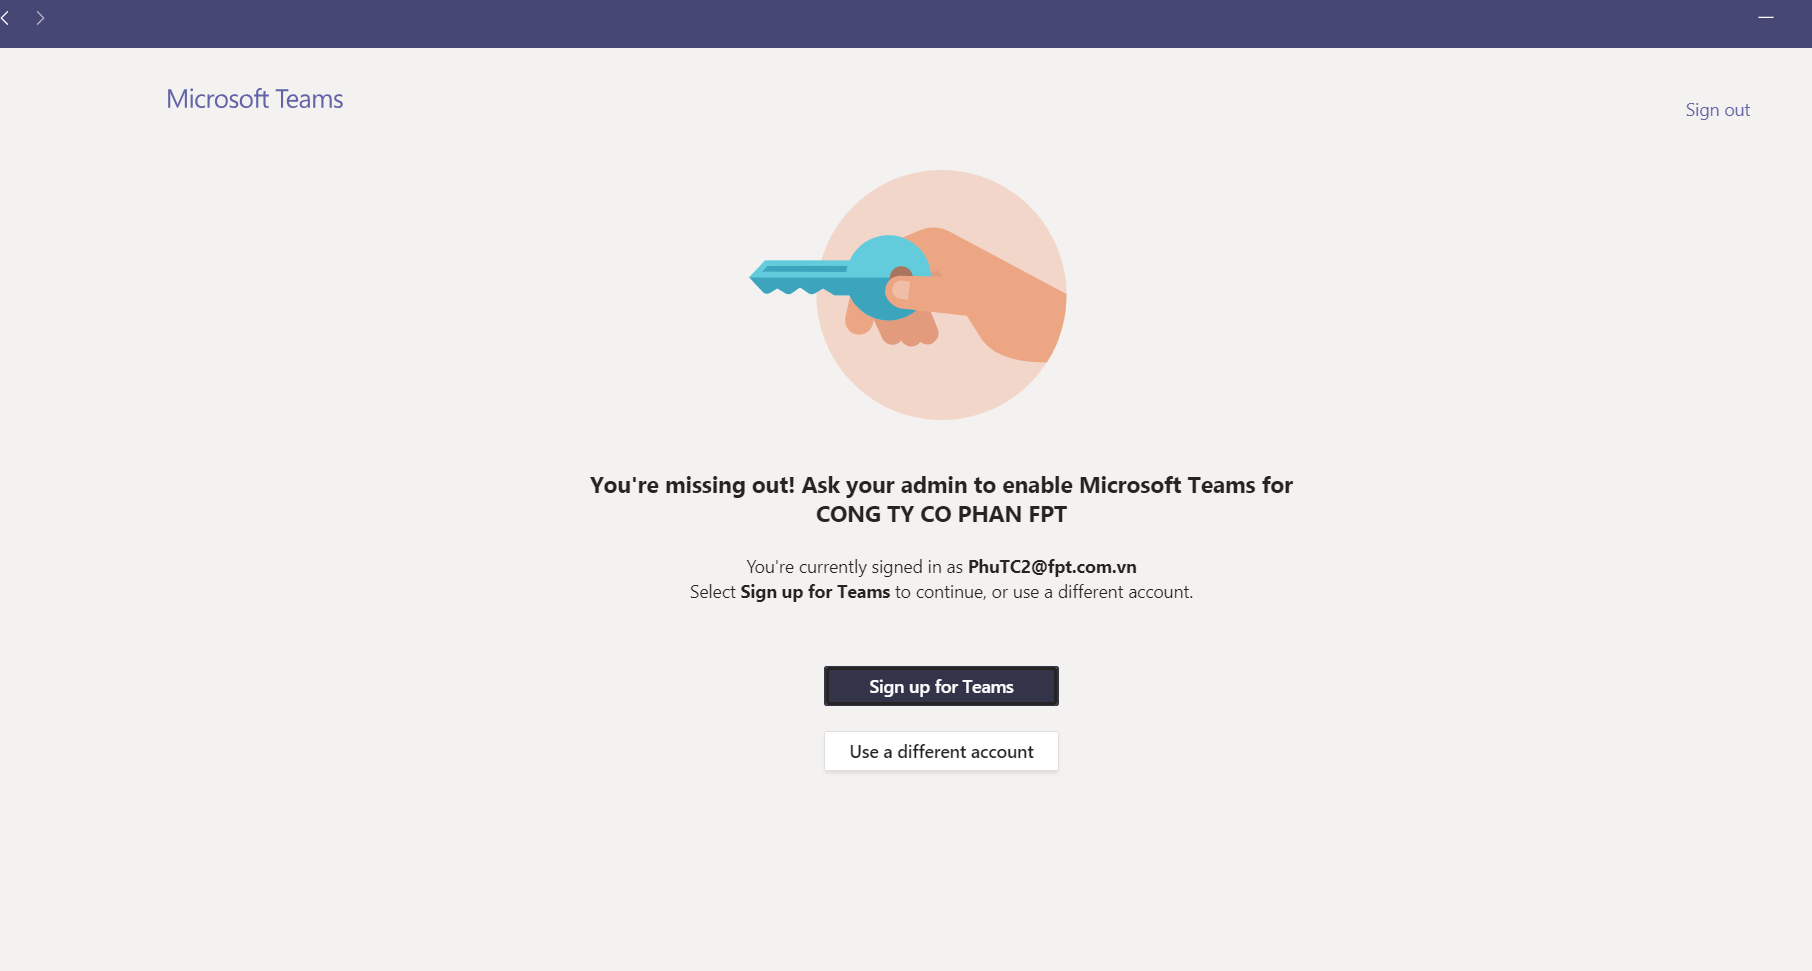 Microsoft Teams
Sign out
You're missing out! Ask your admin to enable Microsoft Teams for
CONG TY CO PHAN FPT
You're currently signed in as PhuTC2@fpt.com.vn
Select Sign up for Teams to continue, or use a different account.
Sign up for Teams
Use a different account